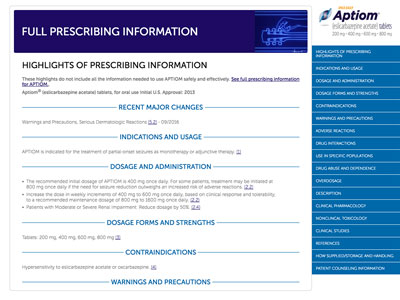 FULL PRESCRIBING INFORMATION
Aptiom®
(eslicarbazepine acetate) tablets
200 mg · 400 mg · 600 mg · 800 mg
HIGHLIGHTS OF PRESCRIBING INFORMATION
These highlights do not include all the information needed to use APTIOM safely and effectively. See full prescribing information
for APTIOM.
Aptiom® (eslicarbazepine acetate) tablets, for oral use Initial U.S. Approval: 2013
RECENT MAJOR CHANGES
Warnings and Precautions, Serious Dermatologic Reactions [5.2] - 09/2016
INDICATIONS AND USAGE
APTIOM is indicated for the treatment of partial-onset seizures as monotherapy or adjunctive therapy. [1]
DOSAGE AND ADMINISTRATION
• The recommended initial dosage of APTIOM is 400 mg once daily. For some patients, treatment may be initiated at
800 mg once daily if the need for seizure reduction outweighs an increased risk of adverse reactions. [2.2]
• Increase the dose in weekly increments of 400 mg to 600 mg once daily, based on clinical response and tolerability,
to a recommended maintenance dosage of 800 mg to 1600 mg once daily. [2.2]
• Patients with Moderate or Severe Renal Impairment: Reduce dosage by 50% [2.4]
DOSAGE FORMS AND STRENGTHS
Tablets: 200 mg, 400 mg, 600 mg, 800 mg [3]
CONTRAINDICATIONS
Hypersensitivity to eslicarbazepine acetate or oxcarbazepine. [4]
WARNINGS AND PRECAUTIONS
HIGHLIGHTS OF PRESCRIBING
INFORMATION
INDICATIONS AND USAGE
DOSAGE AND ADMINISTRATION
DOSAGE FORMS AND STRENGTHS
CONTRAINDICATIONS
WARNINGS AND PRECAUTIONS
ADVERSE REACTIONS
DRUG INTERACTIONS
USE IN SPECIFIC POPULATIONS
DRUG ABUSE AND DEPENDENCE
OVERDOSAGE
DESCRIPTION
CLINICAL PHARMACOLOGY
NONCLINICAL TOXICOLOGY
CLINICAL STUDIES
REFERENCES
HOW SUPPLIED/STORAGE AND HANDLING
PATIENT COUNSELING INFORMATION